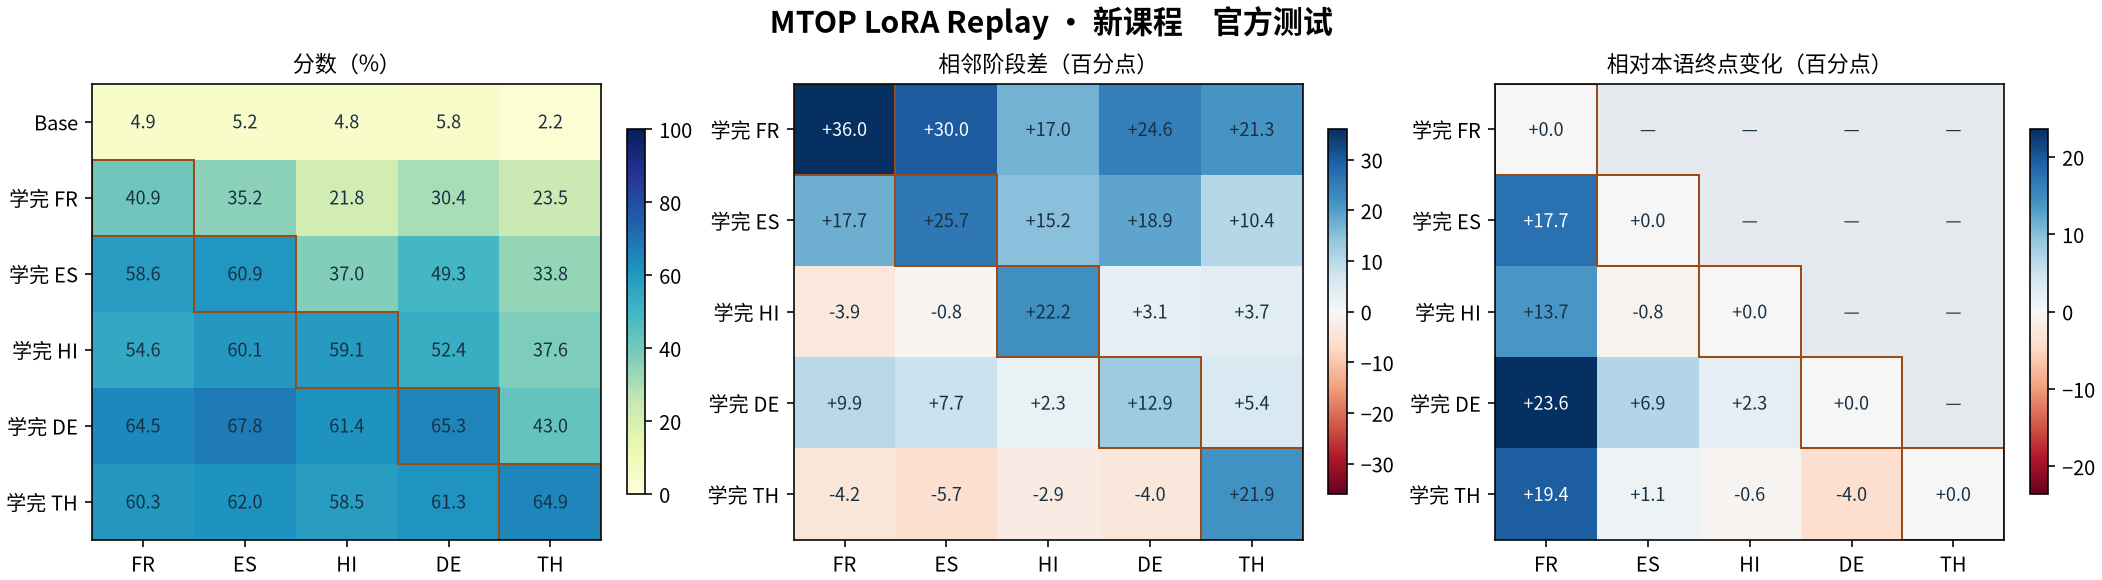 MTOP LoRA Replay · 新课程　官方测试
分数（%）
Base 4.9 5.2 4.8 5.8 2.2
学完 FR 40.9 35.2 21.8 30.4 23.5
学完 ES 58.6 60.9 37.0 49.3 33.8
学完 HI 54.6 60.1 59.1 52.4 37.6
学完 DE 64.5 67.8 61.4 65.3 43.0
学完 TH 60.3 62.0 58.5 61.3 64.9
FR ES HI DE TH
100
80
60
40
20
0
相邻阶段差（百分点）
学完 FR +36.0 +30.0 +17.0 +24.6 +21.3
学完 ES +17.7 +25.7 +15.2 +18.9 +10.4
学完 HI -3.9 -0.8 +22.2 +3.1 +3.7
学完 DE +9.9 +7.7 +2.3 +12.9 +5.4
学完 TH -4.2 -5.7 -2.9 -4.0 +21.9
FR ES HI DE TH
30
20
10
0
−10
−20
−30
相对本语终点变化（百分点）
学完 FR +0.0 — — — —
学完 ES +17.7 +0.0 — — —
学完 HI +13.7 -0.8 +0.0 — —
学完 DE +23.6 +6.9 +2.3 +0.0 —
学完 TH +19.4 +1.1 -0.6 -4.0 +0.0
FR ES HI DE TH
20
10
0
−10
−20